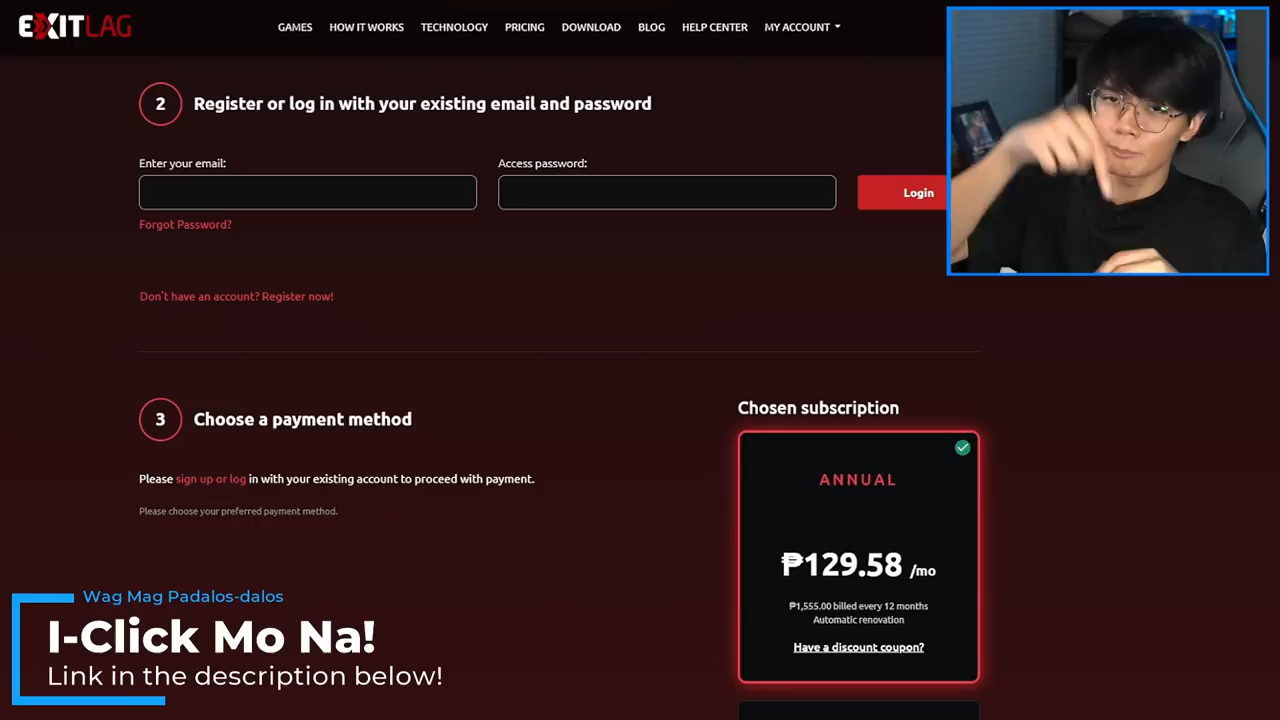 EXITLAG
GAMES HOW IT WORKS TECHNOLOGY PRICING DOWNLOAD BLOG HELP CENTER MY ACCOUNT
2 Register or log in with your existing email and password
Enter your email: Access password:
Login
Forgot Password?
Don't have an account? Register now!
3 Choose a payment method
Please sign up or log in with your existing account to proceed with payment.
Please choose your preferred payment method.
Chosen subscription
ANNUAL
₱129.58 /mo
₱1,555.00 billed every 12 months
Automatic renovation
Have a discount coupon?
Wag Mag Padalos-dalos
I-Click Mo Na!
Link in the description below!